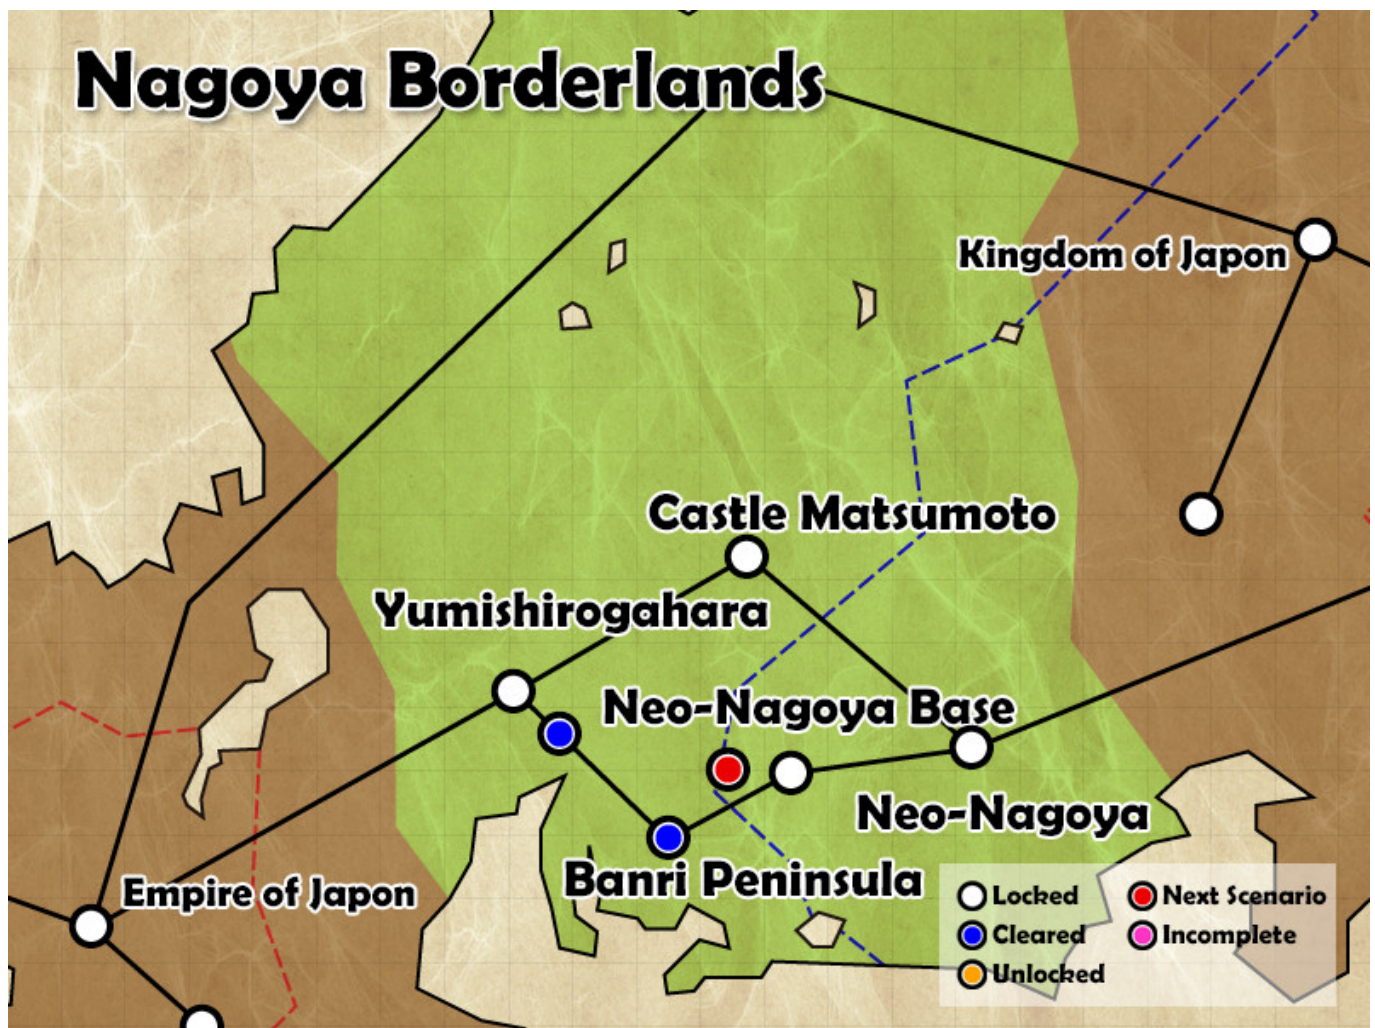 Nagoya Borderlands
Kingdom of Japon
Castle Matsumoto
Yumishirogahara
Neo-Nagoya Base
Neo-Nagoya
Banri Peninsula
Empire of Japon
Locked
Next Scenario
Cleared
Incomplete
Unlocked